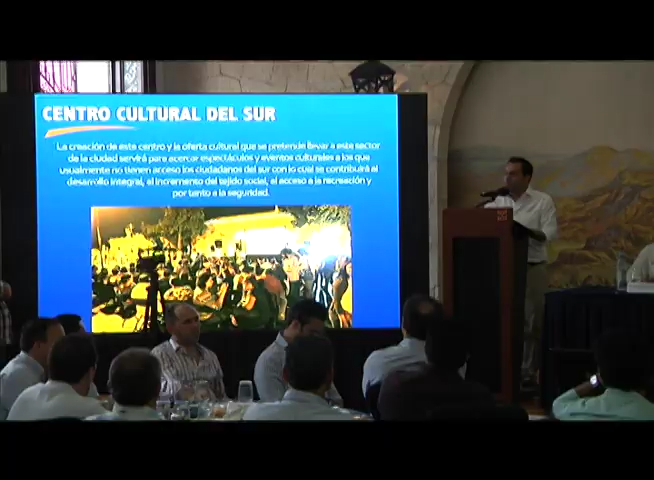 CENTRO CULTURAL DEL SUR
La creación de este centro y la oferta cultural que se pretende llevar a este sector
de la ciudad servirá para acercar espectáculos y eventos culturales a los que
usualmente no tienen acceso los ciudadanos del sur con lo cual se contribuirá al
desarrollo integral, el incremento del tejido social, el acceso a la recreación y
por tanto a la seguridad.